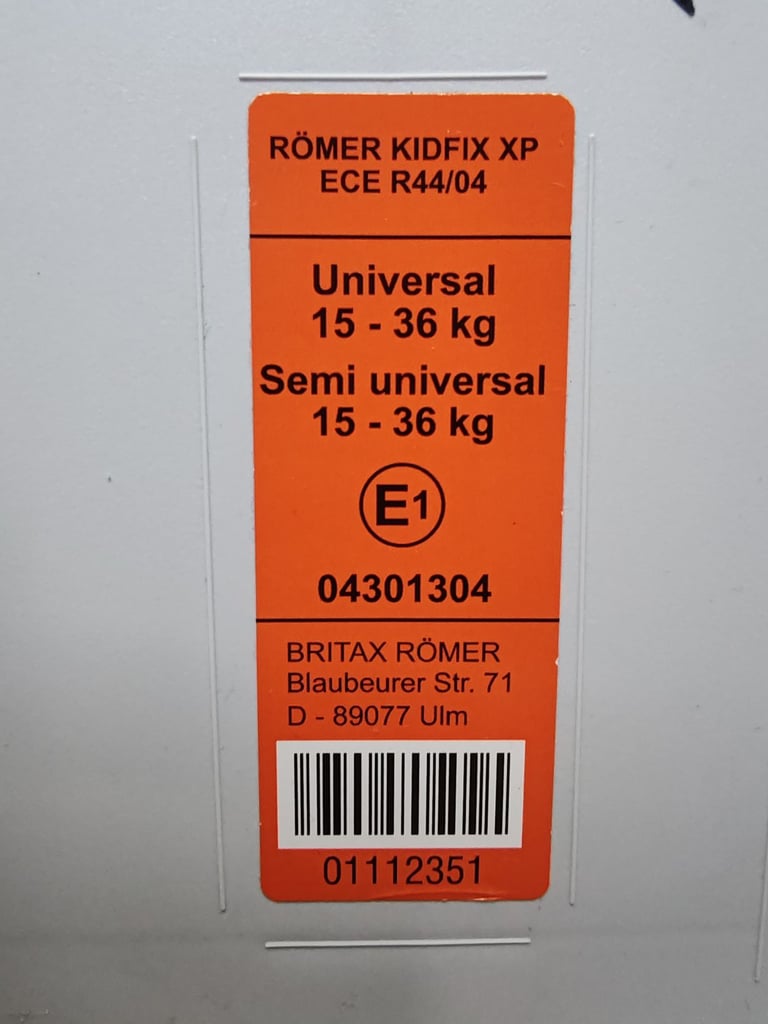 RÖMER KIDFIX XP
ECE R44/04
Universal
15 - 36 kg
Semi universal
15 - 36 kg
E1
04301304
BRITAX RÖMER
Blaubeurer Str. 71
D - 89077 Ulm
01112351